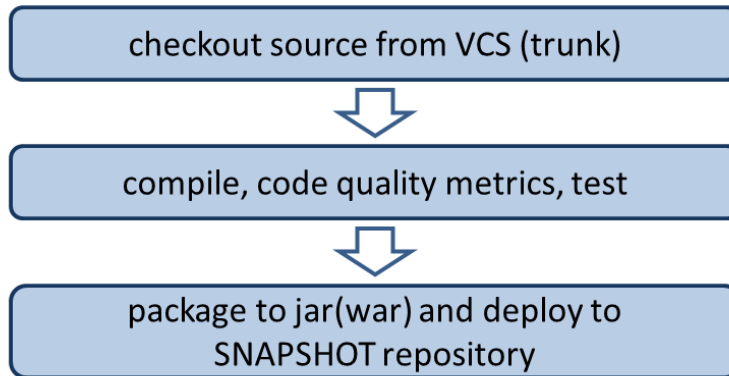 checkout source from VCS (trunk)
compile, code quality metrics, test
package to jar(war) and deploy to
SNAPSHOT repository